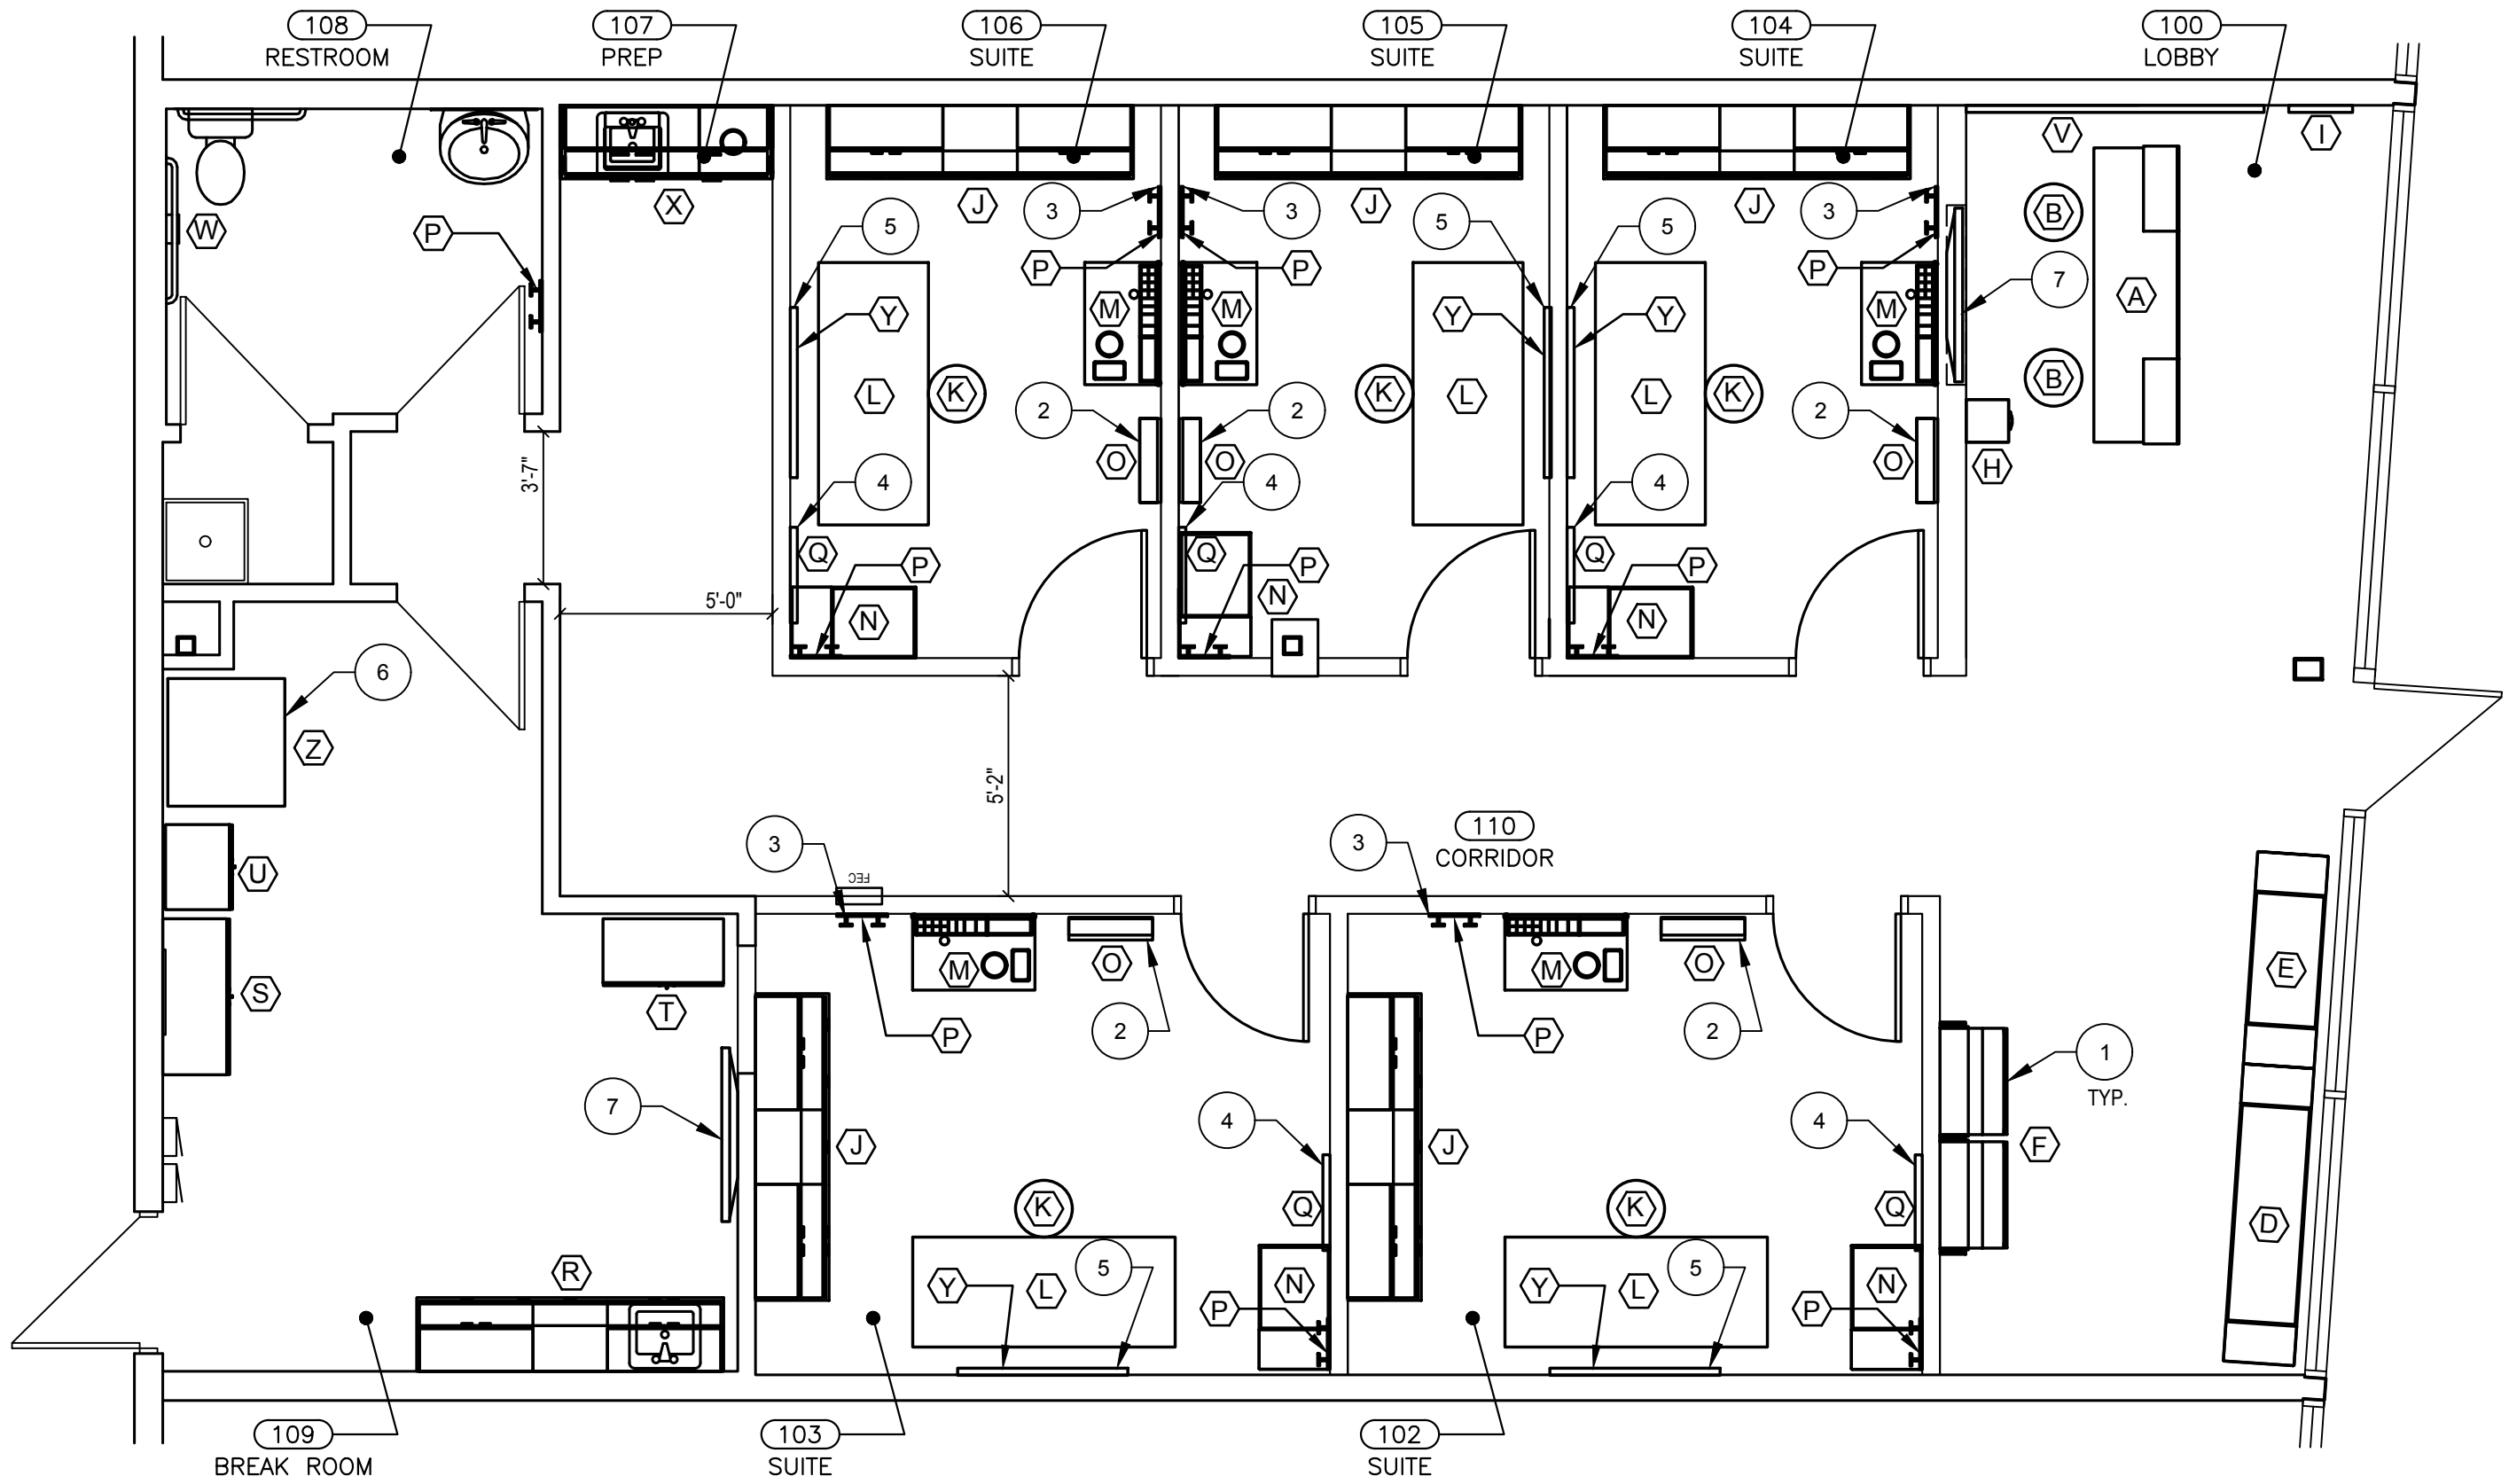 108 107 106 105 104 100
RESTROOM PREP SUITE SUITE SUITE LOBBY
V I
W P X J 3 3 J J 3 B
5 5 5
P P P 7
Y M M Y Y M A
L K K L L K B
2 2 2
O O O H
3'-7"
4 4 4
Q P Q P Q P
5'-0" N N N
6
Z
5'-2"
110
CORRIDOR
3 3
FEC
U
S M O M O E
T P 2 P 2 1
TYP.
7 J 4 J 4 F
K Q K Q D
R Y L 5 N Y L 5 N
P P
109 103 102
BREAK ROOM SUITE SUITE